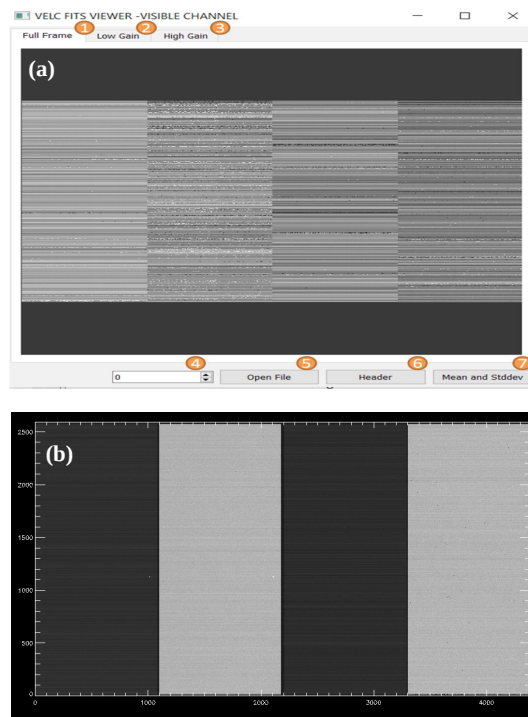 VELC FITS VIEWER -VISIBLE CHANNEL
1 2 3
Full Frame Low Gain High Gain
(a)
4 5 6 7
0 Open File Header Mean and Stddev
(b)
2500
2000
1500
1000
500
0
0 1000 2000 3000 4000